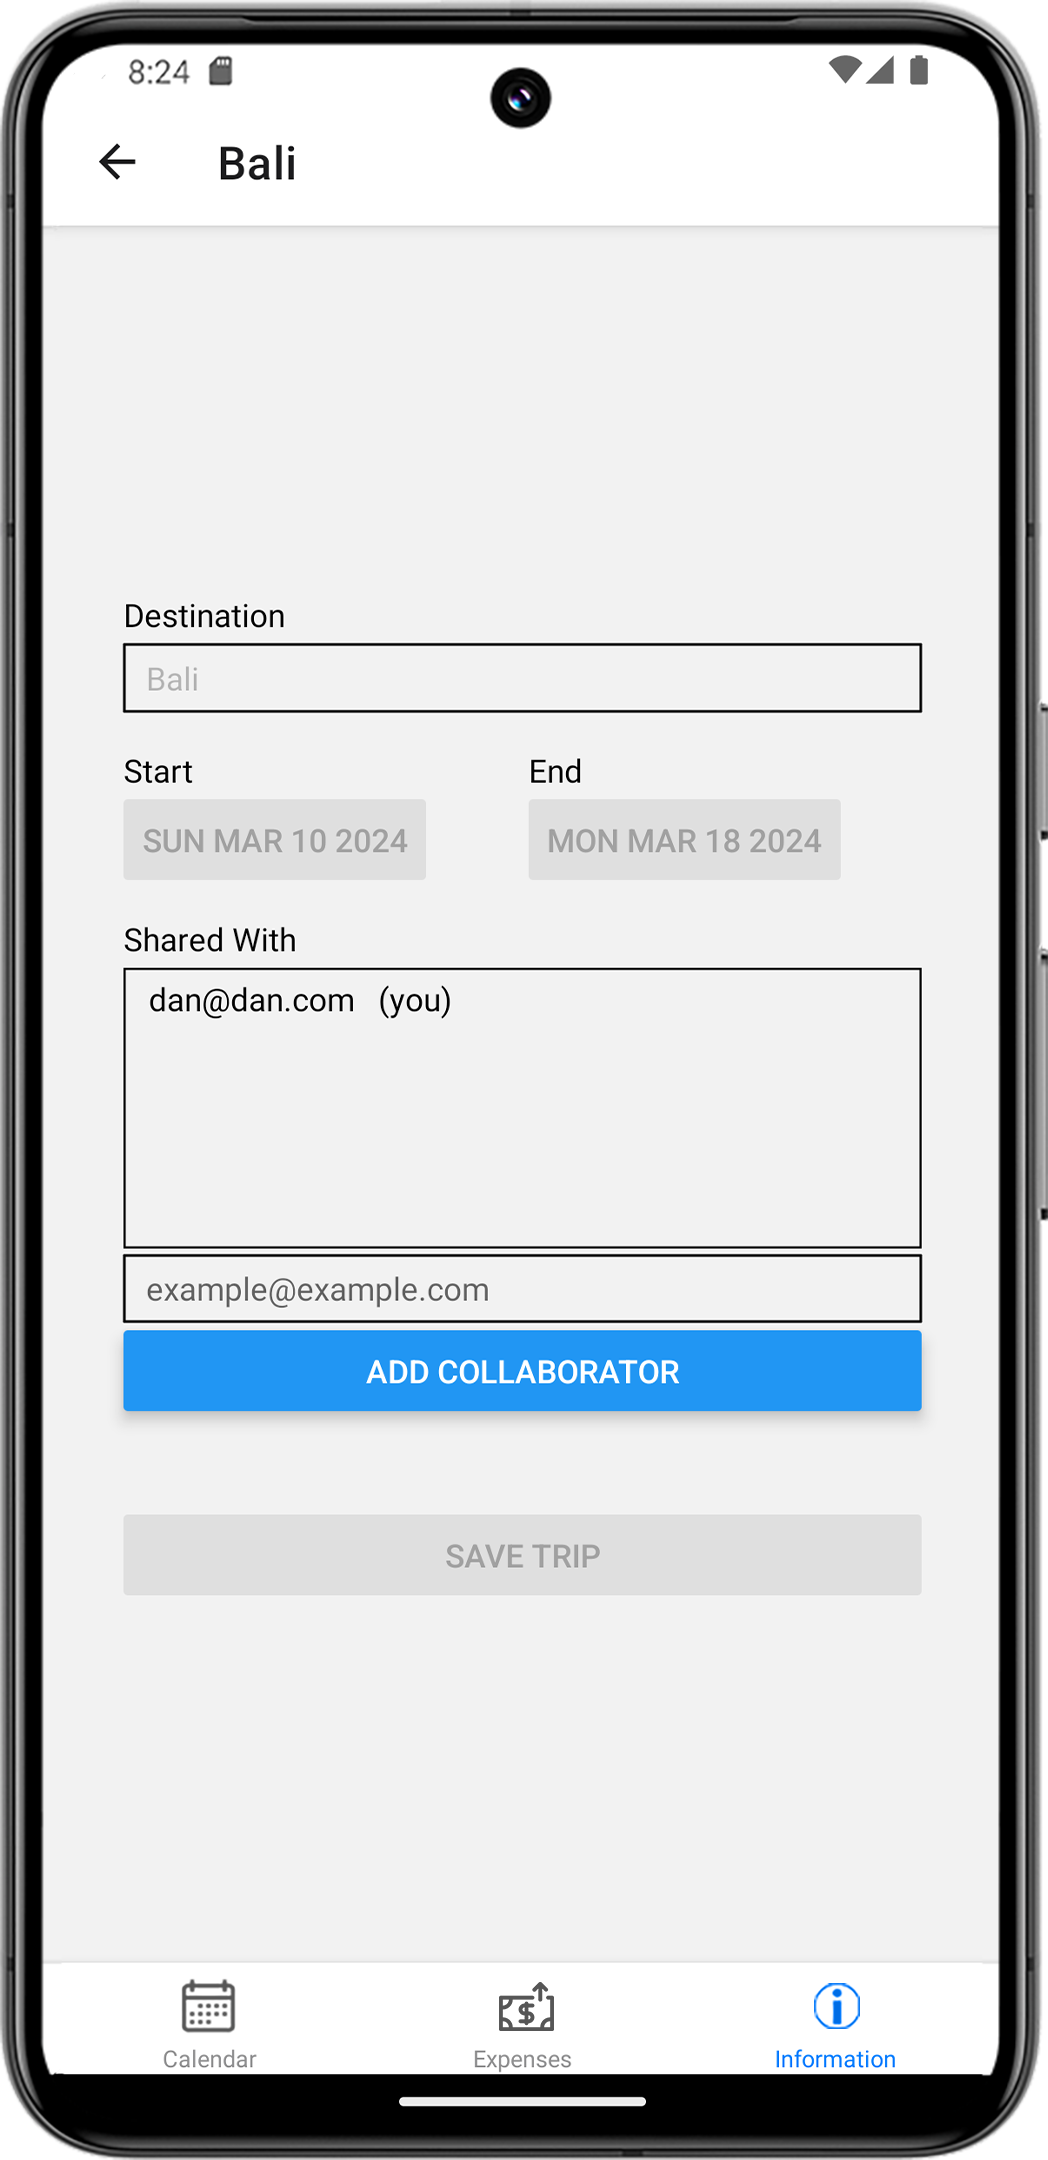 8:24
Bali
Destination
Bali
Start End
SUN MAR 10 2024 MON MAR 18 2024
Shared With
dan@dan.com (you)
example@example.com
ADD COLLABORATOR
SAVE TRIP
Calendar Expenses Information